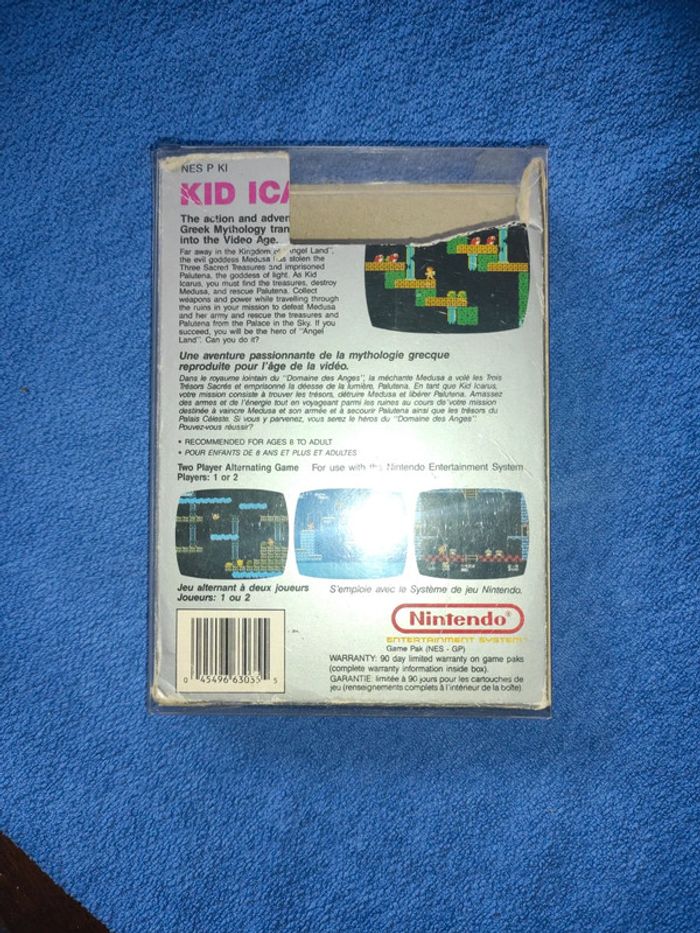 NES P KI
KID ICA
The action and adven
Greek Mythology tran
into the Video Age.
Far away in the Kingdom of "Angel Land",
the evil goddess Medusa has stolen the
Three Sacred Treasures and imprisoned
Palutena, the goddess of light. As Kid
Icarus, you must find the treasures, destroy
Medusa, and rescue Palutena. Collect
weapons and power while travelling through
the ruins in your mission to defeat Medusa
and her army and rescue the treasures and
Palutena from the Palace in the Sky. If you
succeed, you will be the hero of "Angel
Land". Can you do it?
Une aventure passionnante de la mythologie grecque
reproduite pour l'âge de la vidéo.
Dans le royaume lointain du "Domaine des Anges", la méchante Medusa a volé les Trois
Trésors Sacrés et emprisonné la déesse de la lumière, Palutena. En tant que Kid Icarus,
votre mission consiste à trouver les trésors, détruire Medusa et libérer Palutena. Amassez
des armes et de l'énergie tout en voyageant parmi les ruines au cours de votre mission
destinée à vaincre Medusa et son armée et à secourir Palutena ainsi que les trésors du
Palais Céleste. Si vous y parvenez, vous serez le héros du "Domaine des Anges".
Pouvez-vous réussir?
• RECOMMENDED FOR AGES 8 TO ADULT
• POUR ENFANTS DE 8 ANS ET PLUS ET ADULTES
Two Player Alternating Game
Players: 1 or 2
For use with the Nintendo Entertainment System
Jeu alternant à deux joueurs
Joueurs: 1 ou 2
S'emploie avec le Système de jeu Nintendo.
Nintendo®
ENTERTAINMENT SYSTEM
Game Pak (NES - GP)
WARRANTY: 90 day limited warranty on game paks
(complete warranty information inside box).
GARANTIE: limitée à 90 jours pour les cartouches de
jeu (renseignements complets à l'intérieur de la boîte).
0 45496 63035 5